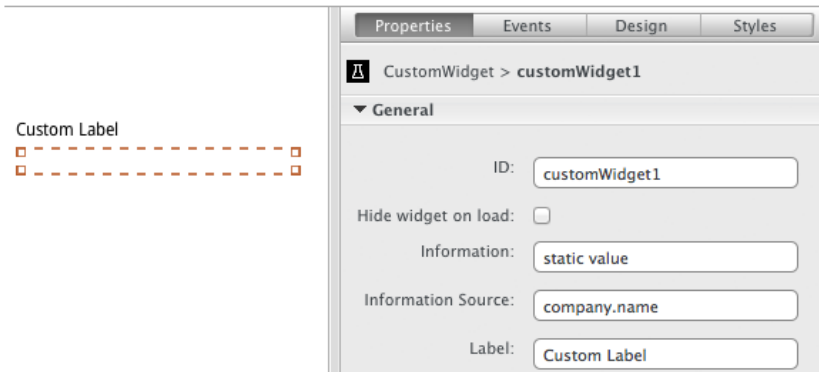 Properties Events Design Styles
CustomWidget > customWidget1
General
Custom Label
ID: customWidget1
Hide widget on load:
Information: static value
Information Source: company.name
Label: Custom Label